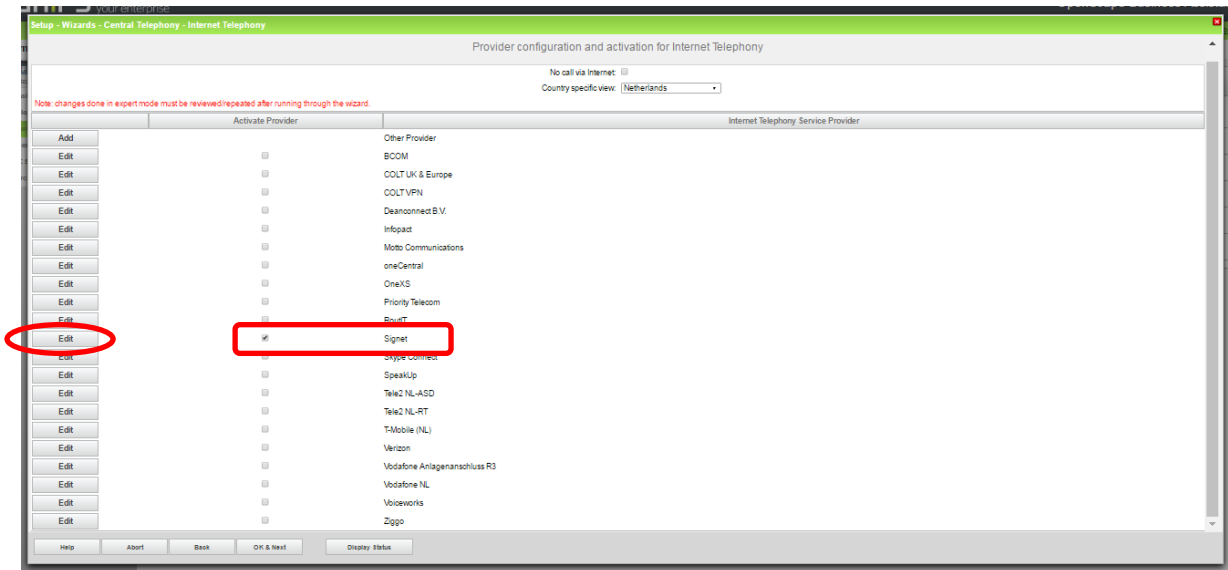 your enterprise
Setup - Wizards - Central Telephony - Internet Telephony
Provider configuration and activation for Internet Telephony
No call via Internet:
Country specific view: Netherlands
Note: changes done in expert mode must be reviewed/repeated after running through the wizard.
Activate Provider Internet Telephony Service Provider
Add Other Provider
Edit BCOM
Edit COLT UK & Europe
Edit COLT VPN
Edit Deanconnect B.V.
Edit Infopact
Edit Motto Communications
Edit oneCentral
Edit OneXS
Edit Priority Telecom
Edit RoutIT
Edit Signet
Edit Skype Connect
Edit SpeakUp
Edit Tele2 NL-ASD
Edit Tele2 NL-RT
Edit T-Mobile (NL)
Edit Verizon
Edit Vodafone Anlagenanschluss R3
Edit Vodafone NL
Edit Voiceworks
Edit Ziggo
Help Abort Back OK & Next Display Status